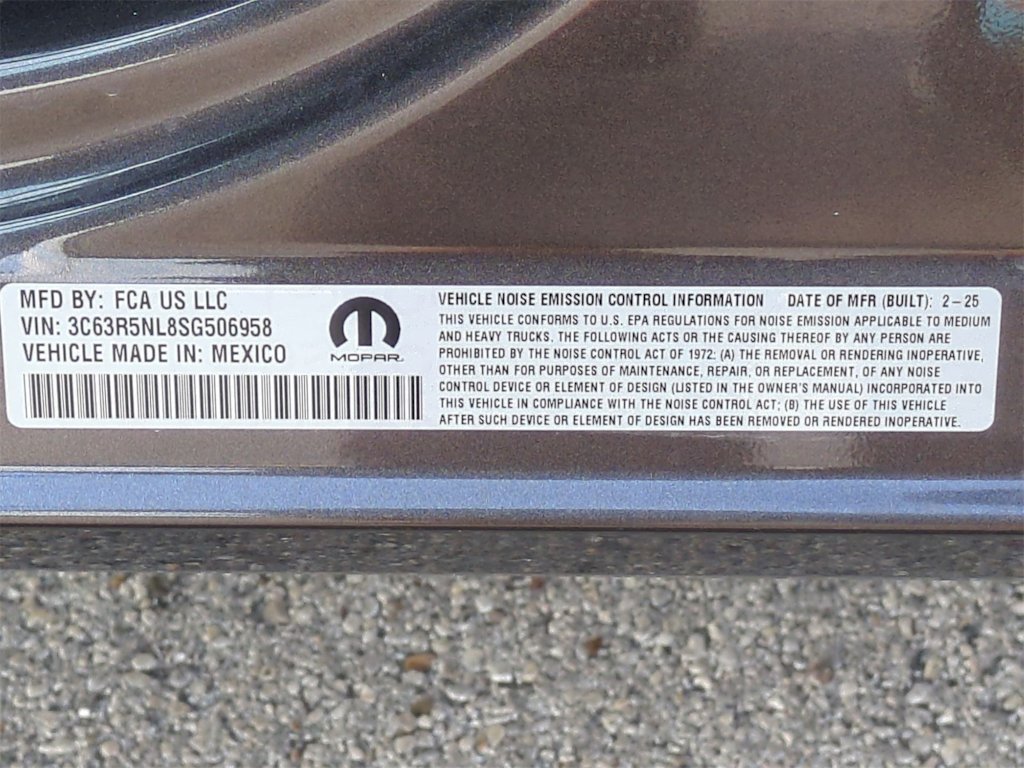 MFD BY: FCA US LLC
VIN: 3C63R5NL8SG506958
VEHICLE MADE IN: MEXICO
MOPAR
VEHICLE NOISE EMISSION CONTROL INFORMATION DATE OF MFR (BUILT): 2-25
THIS VEHICLE CONFORMS TO U.S. EPA REGULATIONS FOR NOISE EMISSION APPLICABLE TO MEDIUM
AND HEAVY TRUCKS. THE FOLLOWING ACTS OR THE CAUSING THEREOF BY ANY PERSON ARE
PROHIBITED BY THE NOISE CONTROL ACT OF 1972: (A) THE REMOVAL OR RENDERING INOPERATIVE,
OTHER THAN FOR PURPOSES OF MAINTENANCE, REPAIR, OR REPLACEMENT, OF ANY NOISE
CONTROL DEVICE OR ELEMENT OF DESIGN (LISTED IN THE OWNER'S MANUAL) INCORPORATED INTO
THIS VEHICLE IN COMPLIANCE WITH THE NOISE CONTROL ACT; (B) THE USE OF THIS VEHICLE
AFTER SUCH DEVICE OR ELEMENT OF DESIGN HAS BEEN REMOVED OR RENDERED INOPERATIVE.